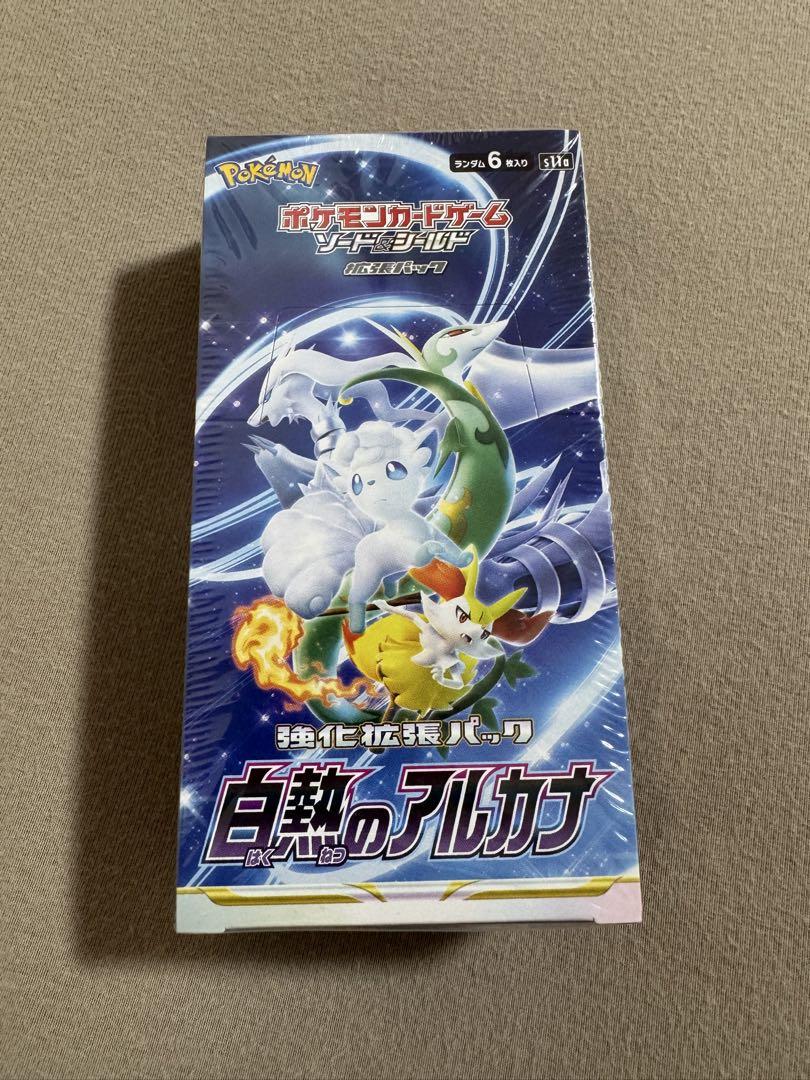 POKéMON
ランダム6枚入り s11a
ポケモンカードゲーム
ソード&シールド
拡張パック
強化拡張パック
白熱のアルカナ
はく ねつ